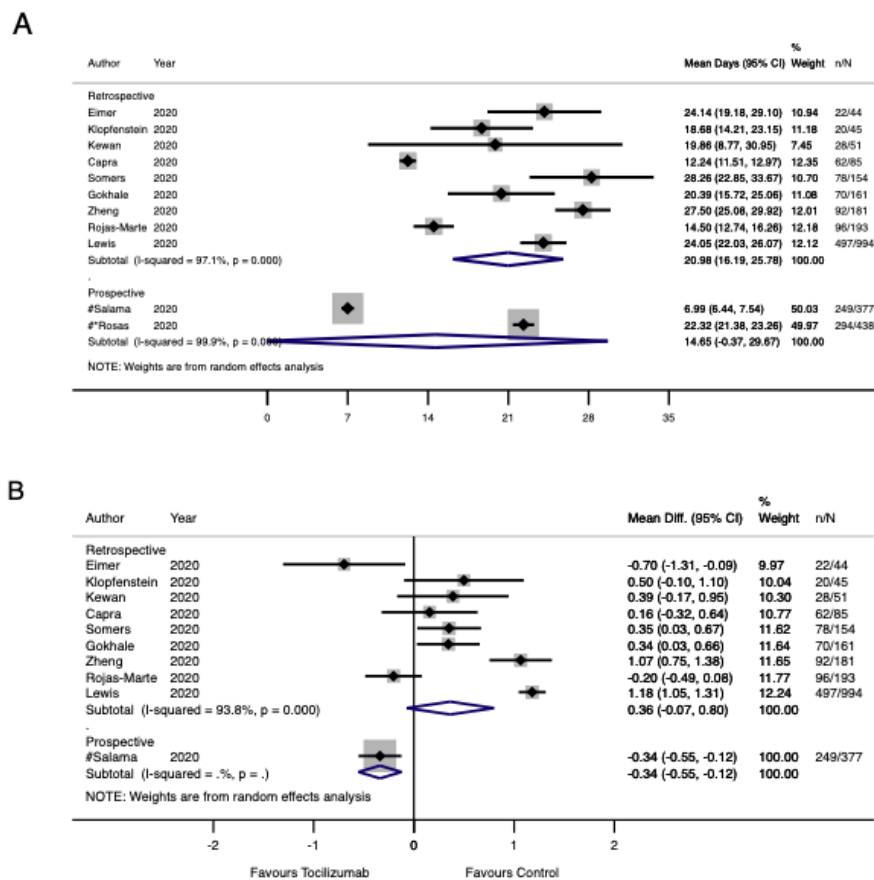 A
%
Author Year Mean Days (95% CI) Weight n/N
Retrospective
Eimer 2020 24.14 (19.18, 29.10) 10.94 22/44
Klopfenstein 2020 18.68 (14.21, 23.15) 11.18 20/45
Kewan 2020 19.86 (8.77, 30.95) 7.45 28/51
Capra 2020 12.24 (11.51, 12.97) 12.35 62/85
Somers 2020 28.26 (22.85, 33.67) 10.70 78/154
Gokhale 2020 20.39 (15.72, 25.06) 11.08 70/161
Zheng 2020 27.50 (25.08, 29.92) 12.01 92/181
Rojas-Marte 2020 14.50 (12.74, 16.26) 12.18 96/193
Lewis 2020 24.05 (22.03, 26.07) 12.12 497/994
Subtotal (I-squared = 97.1%, p = 0.000) 20.98 (16.19, 25.78) 100.00
.
Prospective
#Salama 2020 6.99 (6.44, 7.54) 50.03 249/377
#*Rosas 2020 22.32 (21.38, 23.26) 49.97 294/438
Subtotal (I-squared = 99.9%, p = 0.000) 14.65 (-0.37, 29.67) 100.00
.
NOTE: Weights are from random effects analysis
0 7 14 21 28 35
B
%
Author Year Mean Diff. (95% CI) Weight n/N
Retrospective
Eimer 2020 -0.70 (-1.31, -0.09) 9.97 22/44
Klopfenstein 2020 0.50 (-0.10, 1.10) 10.04 20/45
Kewan 2020 0.39 (-0.17, 0.95) 10.30 28/51
Capra 2020 0.16 (-0.32, 0.64) 10.77 62/85
Somers 2020 0.35 (0.03, 0.67) 11.62 78/154
Gokhale 2020 0.34 (0.03, 0.66) 11.64 70/161
Zheng 2020 1.07 (0.75, 1.38) 11.65 92/181
Rojas-Marte 2020 -0.20 (-0.49, 0.08) 11.77 96/193
Lewis 2020 1.18 (1.05, 1.31) 12.24 497/994
Subtotal (I-squared = 93.8%, p = 0.000) 0.36 (-0.07, 0.80) 100.00
.
Prospective
#Salama 2020 -0.34 (-0.55, -0.12) 100.00 249/377
Subtotal (I-squared = .%, p = .) -0.34 (-0.55, -0.12) 100.00
NOTE: Weights are from random effects analysis
-2 -1 0 1 2
Favours Tocilizumab Favours Control